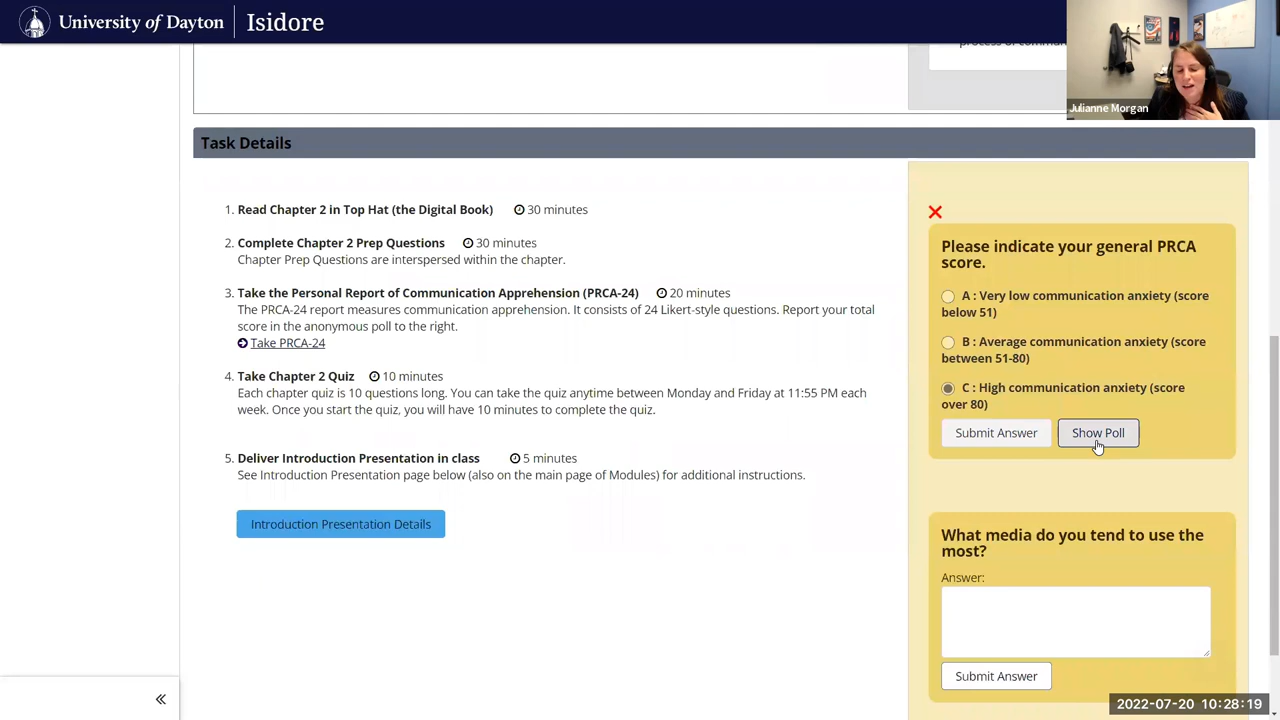 University of Dayton
Isidore
Julianne Morgan
Task Details
1. Read Chapter 2 in Top Hat (the Digital Book) 30 minutes
2. Complete Chapter 2 Prep Questions 30 minutes
Chapter Prep Questions are interspersed within the chapter.
3. Take the Personal Report of Communication Apprehension (PRCA-24) 20 minutes
The PRCA-24 report measures communication apprehension. It consists of 24 Likert-style questions. Report your total
score in the anonymous poll to the right.
Take PRCA-24
4. Take Chapter 2 Quiz 10 minutes
Each chapter quiz is 10 questions long. You can take the quiz anytime between Monday and Friday at 11:55 PM each
week. Once you start the quiz, you will have 10 minutes to complete the quiz.
5. Deliver Introduction Presentation in class 5 minutes
See Introduction Presentation page below (also on the main page of Modules) for additional instructions.
Introduction Presentation Details
Please indicate your general PRCA
score.
A : Very low communication anxiety (score
below 51)
B : Average communication anxiety (score
between 51-80)
C : High communication anxiety (score
over 80)
Submit Answer
Show Poll
What media do you tend to use the
most?
Answer:
Submit Answer
2022-07-20 10:28:19